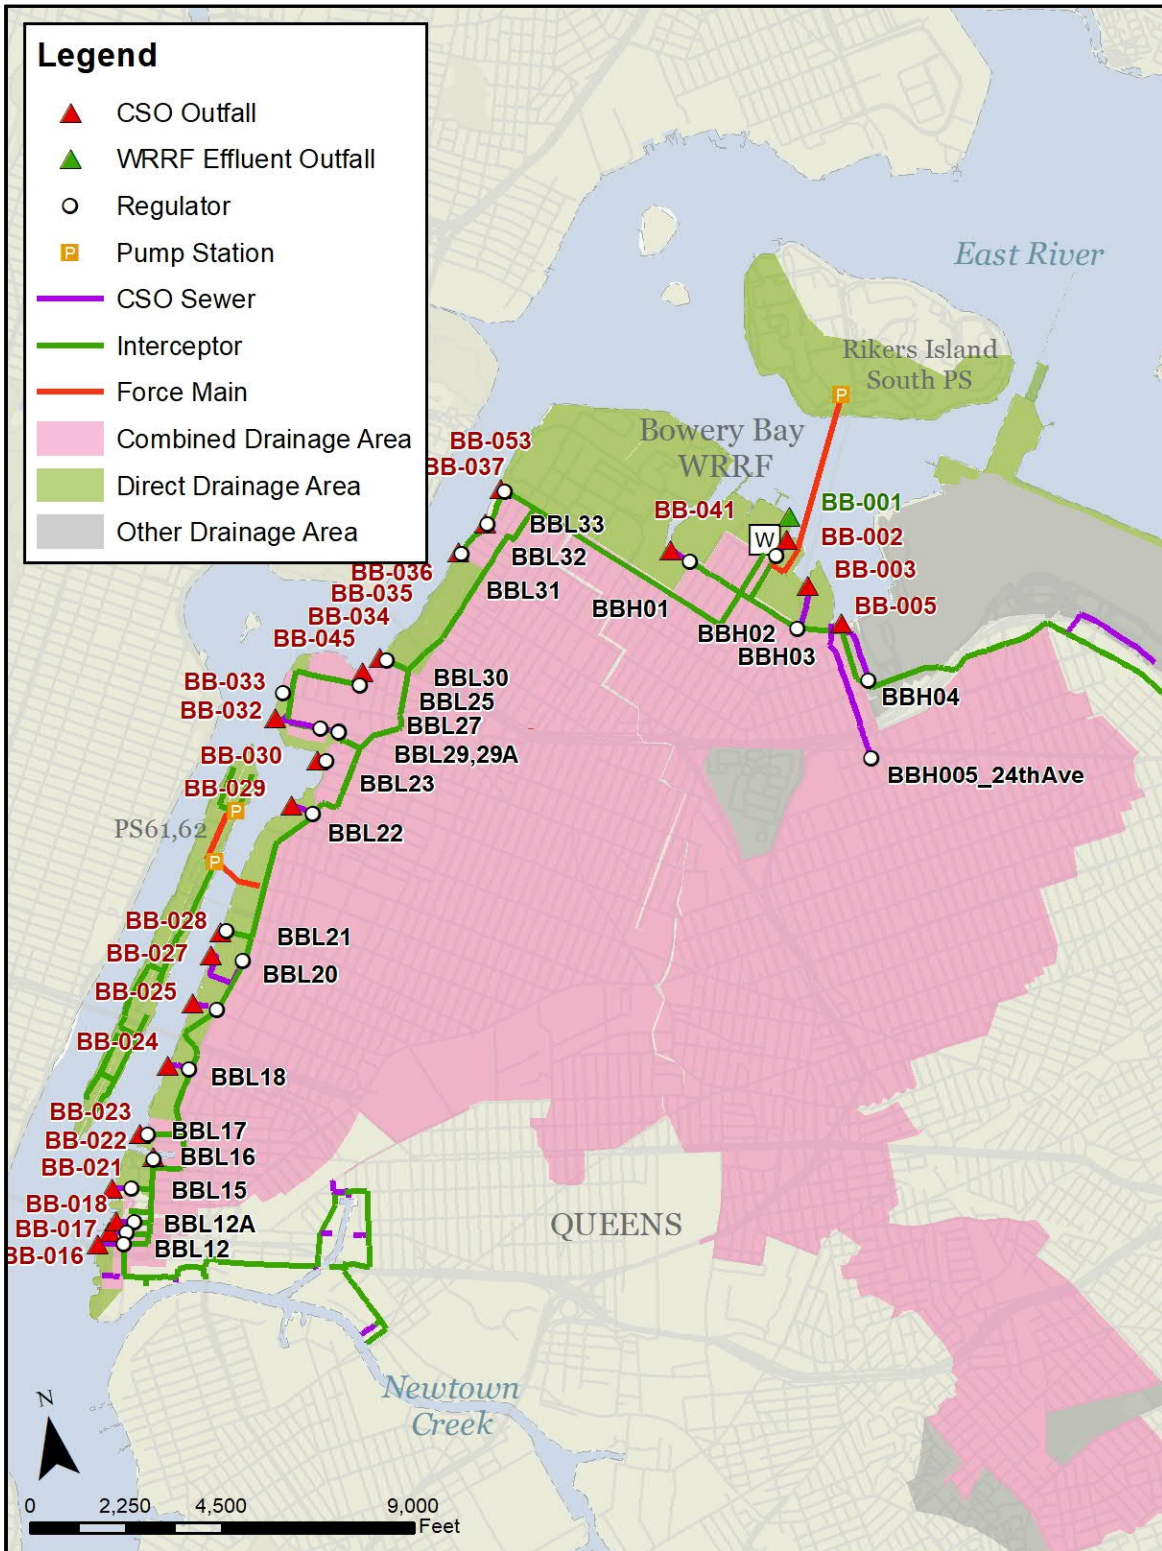 Legend
CSO Outfall
WRRF Effluent Outfall
Regulator
P
Pump Station
CSO Sewer
Interceptor
Force Main
Combined Drainage Area
Direct Drainage Area
Other Drainage Area
East River
Rikers Island
South PS
P
Bowery Bay
WRRF
BB-053
BB-037
BB-041
BB-001
W
BB-002
BBL33
BBL32
BB-003
BB-036
BBL31
BB-035
BBH01
BB-005
BB-034
BBH02
BB-045
BBH03
BB-033
BBL30
BBH04
BB-032
BBL25
BBL27
BB-030
BBL29,29A
BBH005_24thAve
BB-029
BBL23
P
PS61,62
BBL22
P
BB-028
BBL21
BB-027
BBL20
BB-025
BB-024
BBL18
BB-023
BB-022
BBL17
BB-021
BBL16
BBL15
BB-018
BBL12A
QUEENS
BB-017
BBL12
BB-016
Newtown
Creek
N
0
2,250
4,500
9,000
Feet